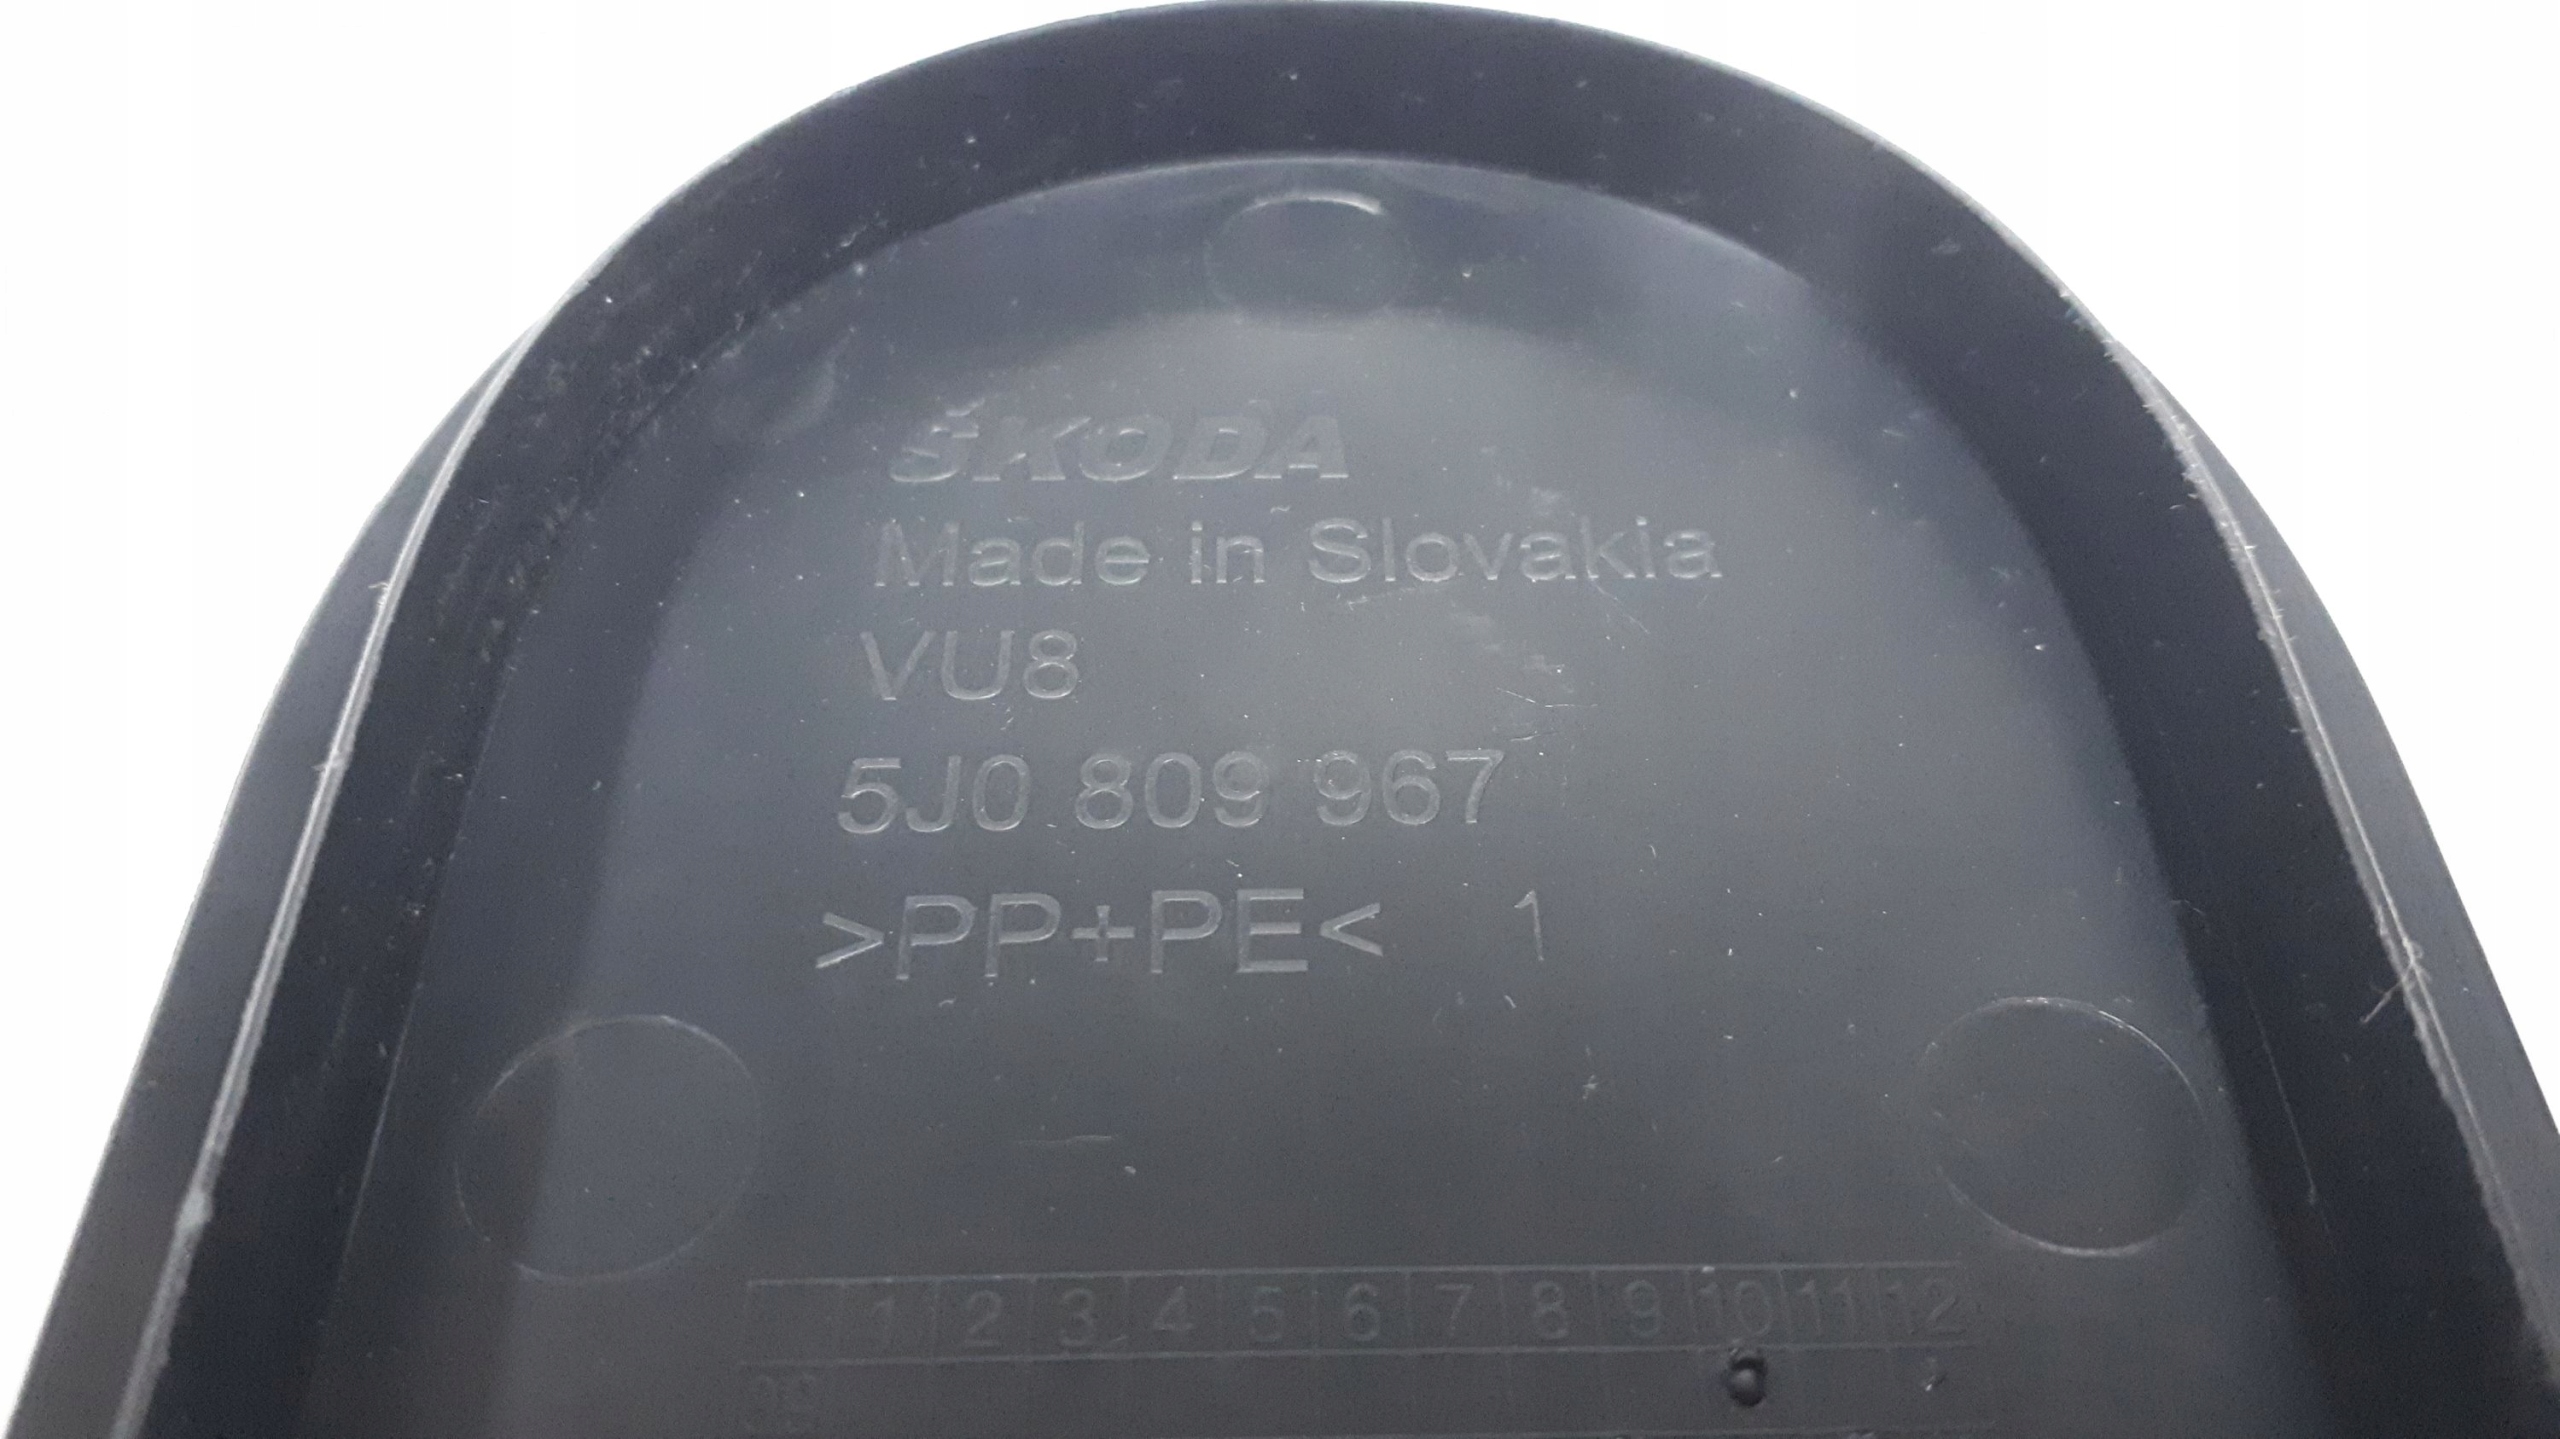 ŠKODA
Made in Slovakia
VU8
5J0 809 967
>PP+PE< 1
1 2 3 4 5 6 7 8 9 10 11 12